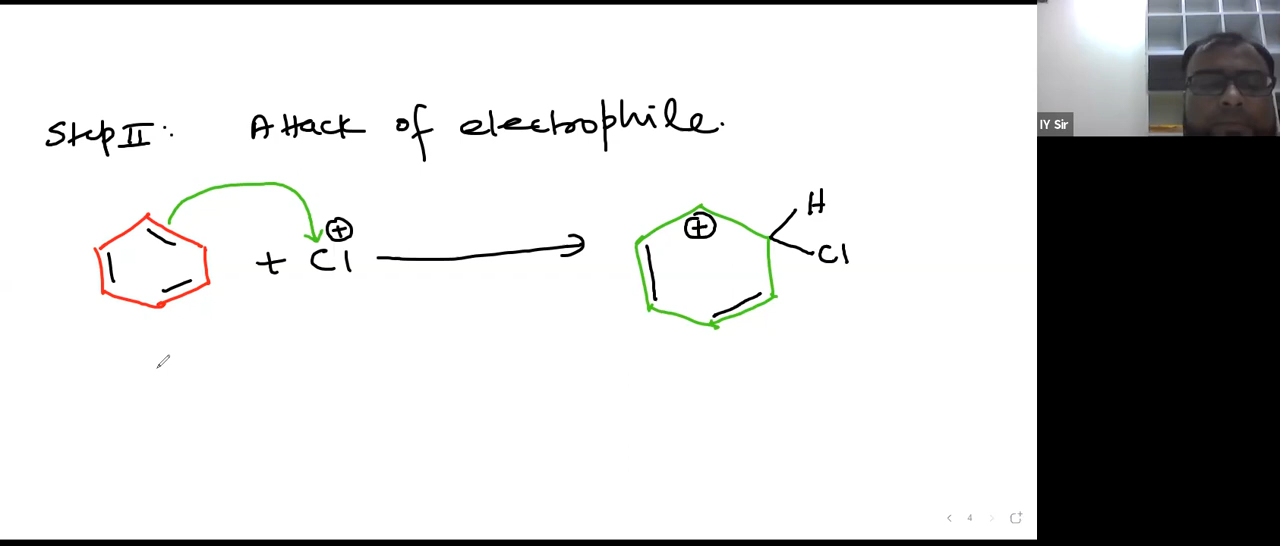 Step II :
Attack of electrophile.
+ Cl ⊕
⊕
H
Cl
IY Sir
4